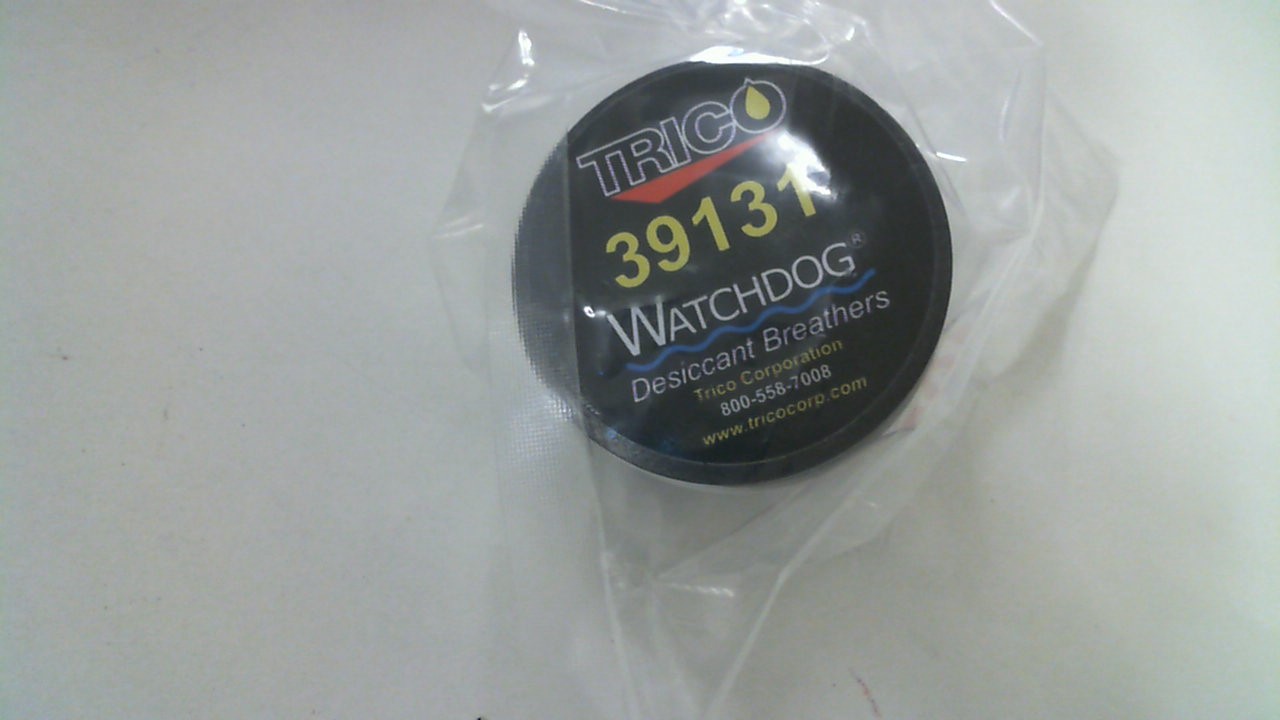 TRICO
39131
WATCHDOG®
Desiccant Breathers
Trico Corporation
800-558-7008
www.tricocorp.com